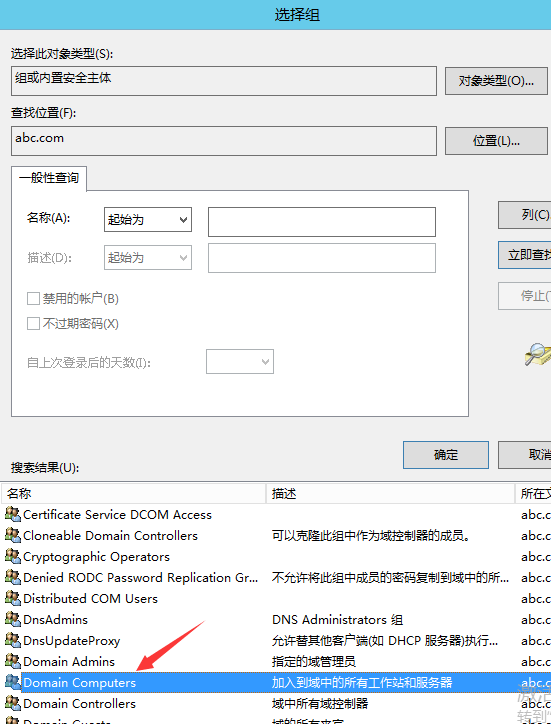 选择组
选择此对象类型(S):
组或内置安全主体
对象类型(O)...
查找位置(F):
abc.com
位置(L)...
一般性查询
名称(A):
起始为
列(C)
描述(D):
起始为
立即查找
禁用的帐户(B)
停止(T
不过期密码(X)
自上次登录后的天数(I):
确定
取消
搜索结果(U):
名称 描述 所在文
Certificate Service DCOM Access abc.c
Cloneable Domain Controllers 可以克隆此组中作为域控制器的成员。 abc.c
Cryptographic Operators abc.c
Denied RODC Password Replication Gr... 不允许将此组中成员的密码复制到域中的所... abc.c
Distributed COM Users abc.c
DnsAdmins DNS Administrators 组 abc.c
DnsUpdateProxy 允许替其他客户端(如 DHCP 服务器)执行... abc.c
Domain Admins 指定的域管理员 abc.c
Domain Computers 加入到域中的所有工作站和服务器 abc.c
Domain Controllers 域中所有域控制器 abc.c
Domain Guests 域的所有来宾
激活
转到